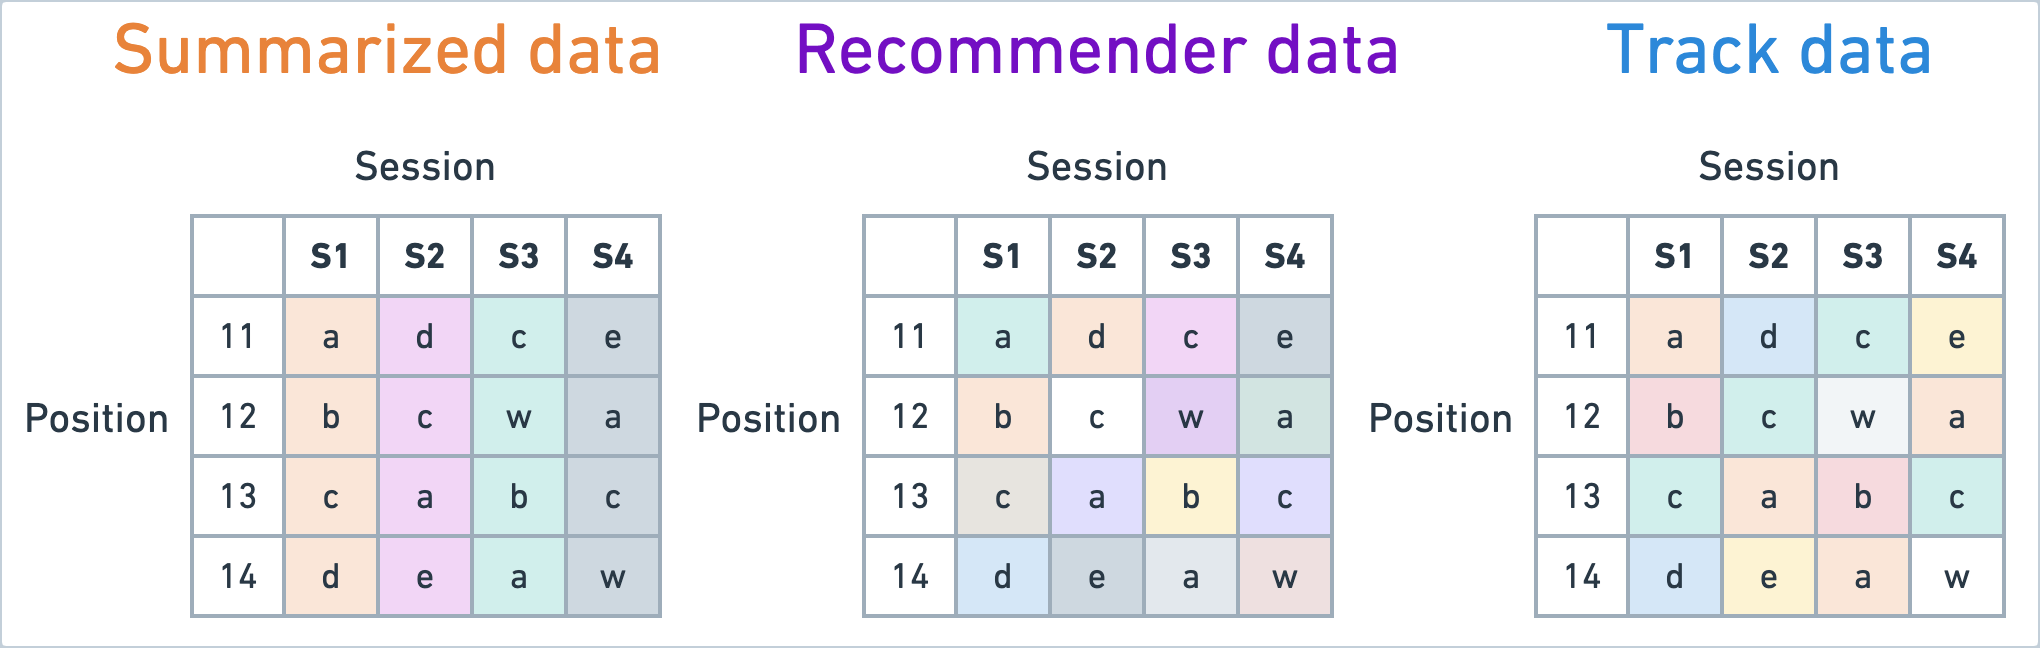 Summarized data
Session
S1 S2 S3 S4
11 a d c e
Position
12 b c w a
13 c a b c
14 d e a w
Recommender data
Session
S1 S2 S3 S4
11 a d c e
Position
12 b c w a
13 c a b c
14 d e a w
Track data
Session
S1 S2 S3 S4
11 a d c e
Position
12 b c w a
13 c a b c
14 d e a w